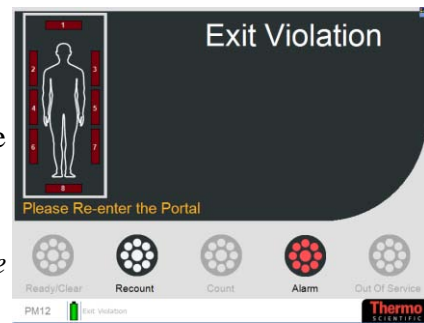 Exit Violation
1
2
3
4
5
6
7
8
Please Re-enter the Portal
Ready/Clear
Recount
Count
Alarm
Out Of Service
PM12
Exit Violation
Thermo
SCIENTIFIC
e
e